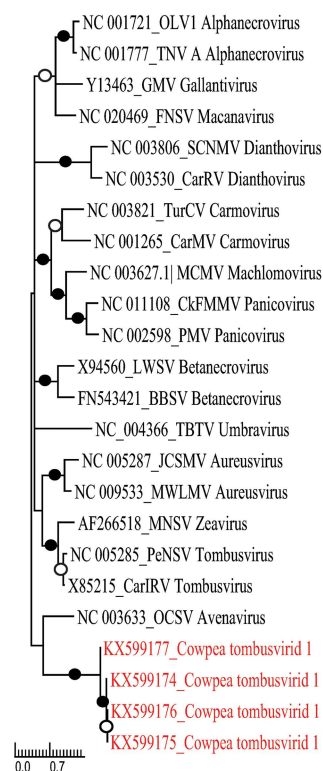 NC 001721_OLV1 Alphanecrovirus
NC 001777_TNV A Alphanecrovirus
Y13463_GMV Gallantivirus
NC 020469_FNSV Macanavirus
NC 003806_SCNMV Dianthovirus
NC 003530_CarRV Dianthovirus
NC 003821_TurCV Carmovirus
NC 001265_CarMV Carmovirus
NC 003627.1| MCMV Machlomovirus
NC 011108_CkFMMV Panicovirus
NC 002598_PMV Panicovirus
X94560_LWSV Betanecrovirus
FN543421_BBSV Betanecrovirus
NC_004366_TBTV Umbravirus
NC 005287_JCSMV Aureusvirus
NC 009533_MWLMV Aureusvirus
AF266518_MNSV Zeavirus
NC 005285_PeNSV Tombusvirus
X85215_CarIRV Tombusvirus
NC 003633_OCSV Avenavirus
KX599177_Cowpea tombusvirid 1
KX599174_Cowpea tombusvirid 1
KX599176_Cowpea tombusvirid 1
KX599175_Cowpea tombusvirid 1
0.0 0.7